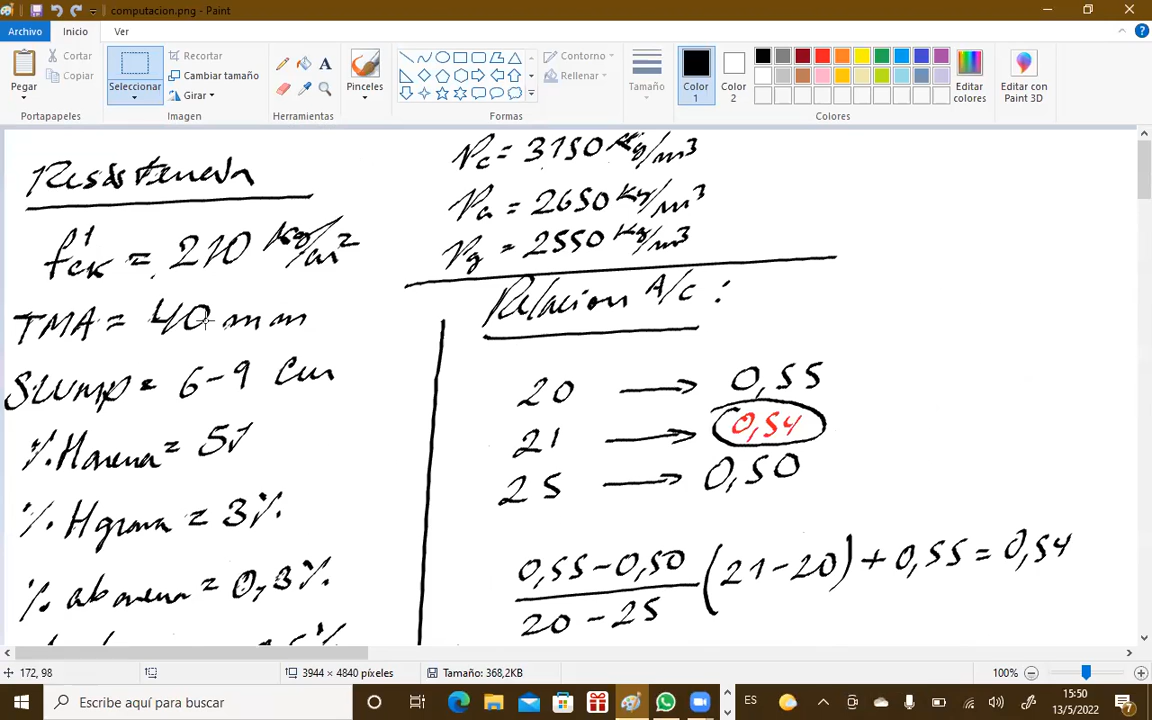 computacion.png - Paint
Archivo Inicio Ver
Pegar Cortar Copiar
Seleccionar Recortar Cambiar tamaño Girar
Pinceles
Contorno Rellenar
Tamaño
Color 1 Color 2
Editar colores
Editar con Paint 3D
Portapapeles Imagen Herramientas Formas Colores
Resistencia
f'ck = 210 Kg/cm²
TMA = 40 mm
SLump = 6-9 Cm
%Harena = 5%
% Hgrava = 3%
% ab arena = 0,3%
Pc = 3150 Kg/m³
Pa = 2650 Kg/m³
Pg = 2550 Kg/m³
Relacion A/c :
20 → 0,55
21 → 0,54
25 → 0,50
0,55-0,50
20-25
(21-20) + 0,55 = 0,54
172, 98
3944 × 4840 píxeles
Tamaño: 368,2KB
100%
Escribe aquí para buscar
ES
15:50
13/5/2022
7